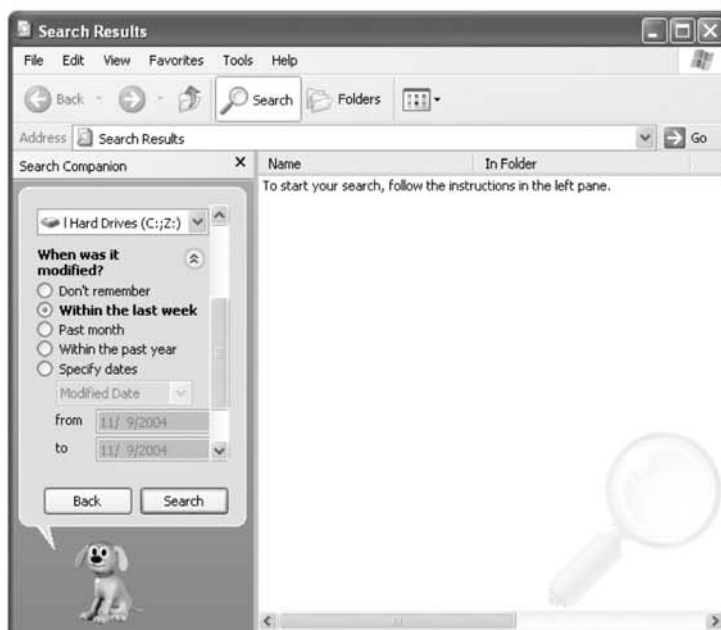 Search Results
File Edit View Favorites Tools Help
Back Search Folders
Address Search Results Go
Search Companion Name In Folder
To start your search, follow the instructions in the left pane.
l Hard Drives (C:;Z:)
When was it
modified?
Don't remember
Within the last week
Past month
Within the past year
Specify dates
Modified Date
from 11/ 9/2004
to 11/ 9/2004
Back Search